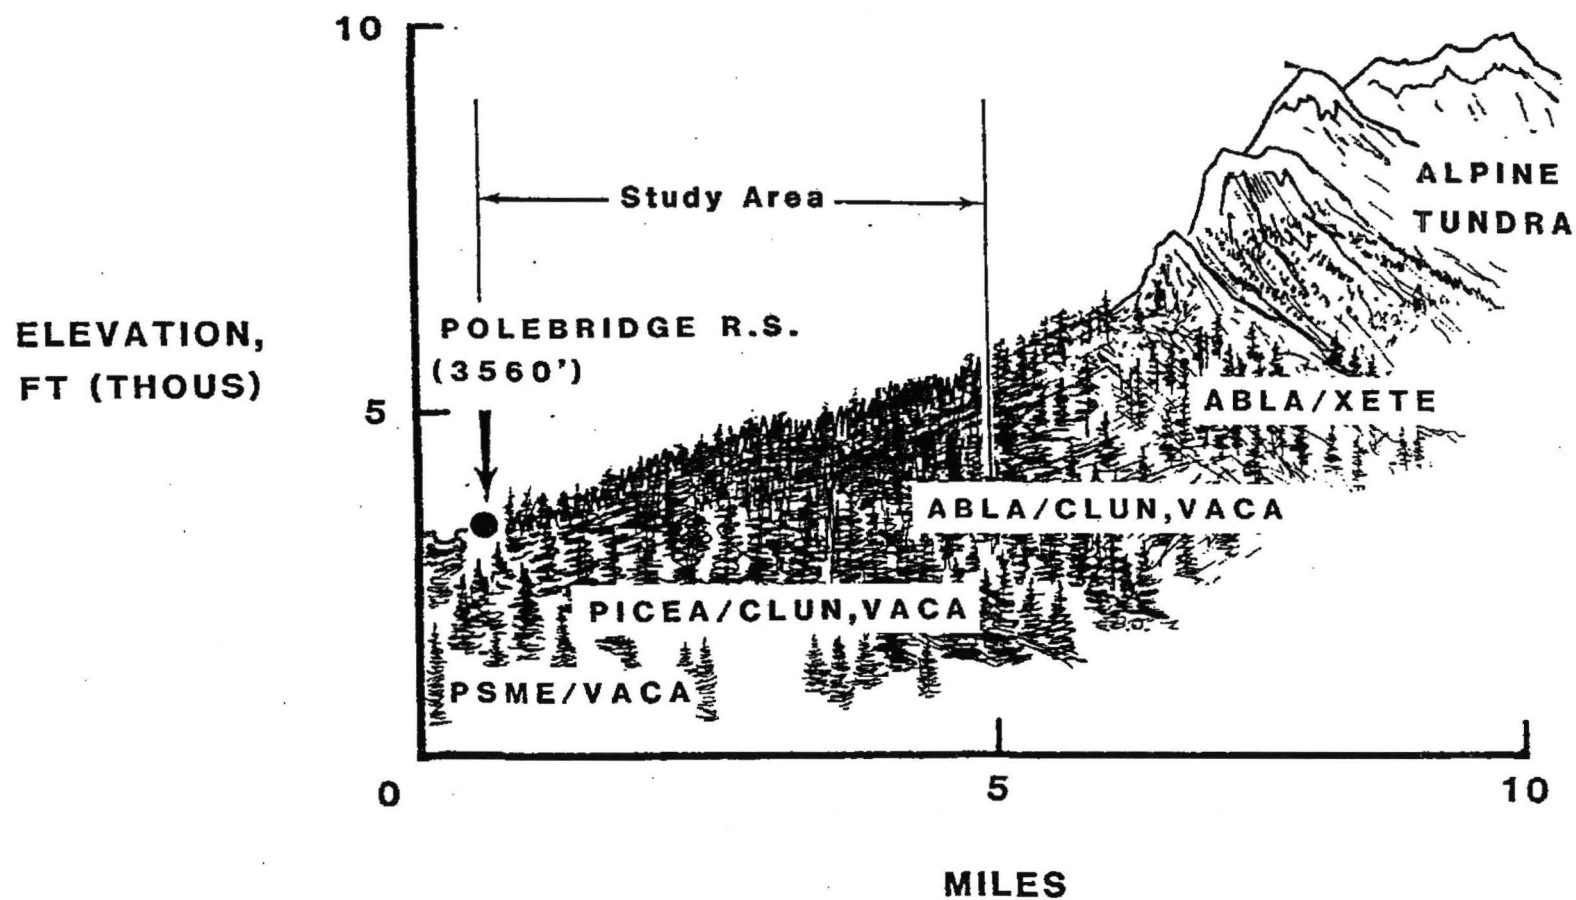 10
Study Area
ALPINE
TUNDRA
ELEVATION,
FT (THOUS)
POLEBRIDGE R.S.
(3560')
5
ABLA/XETE
ABLA/CLUN,VACA
PICEA/CLUN,VACA
PSME/VACA
0
5
10
MILES